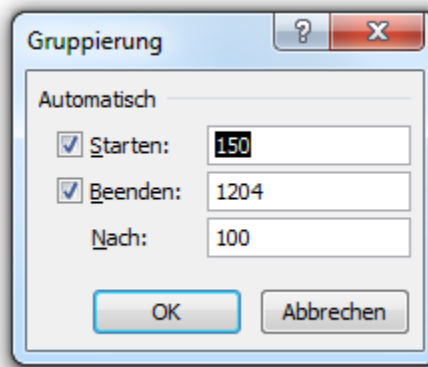 Gruppierung
Automatisch
Starten: 150
Beenden: 1204
Nach: 100
OK Abbrechen